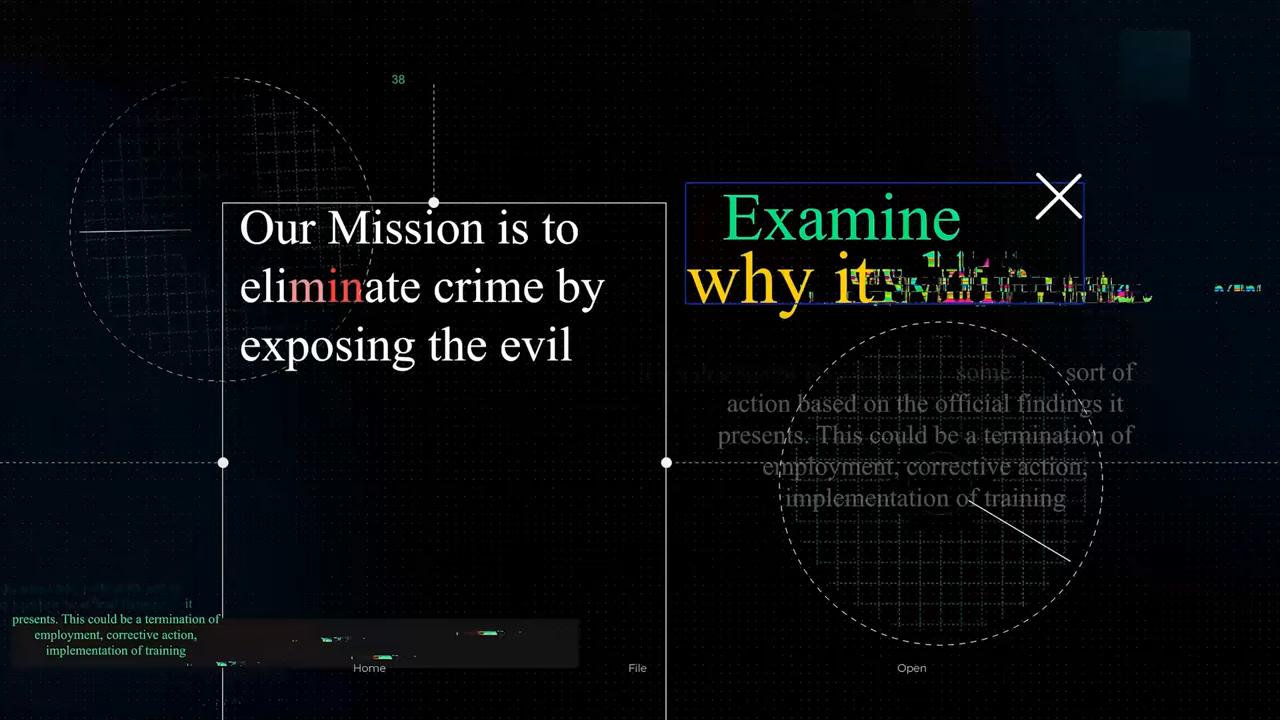 38
Our Mission is to
eliminate crime by
exposing the evil
Examine
why it
some sort of
action based on the official findings it
presents. This could be a termination of
employment, corrective action,
implementation of training
it
presents. This could be a termination of
employment, corrective action,
implementation of training
Home
File
Open